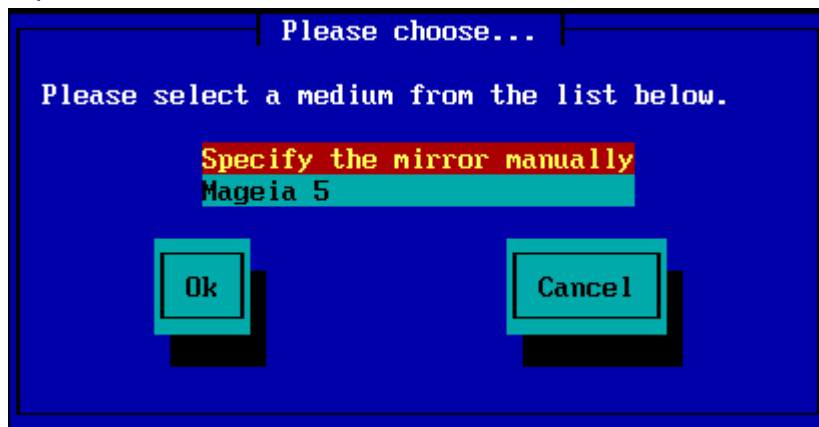 Please choose...
Please select a medium from the list below.
Specify the mirror manually
Mageia 5
Ok
Cancel